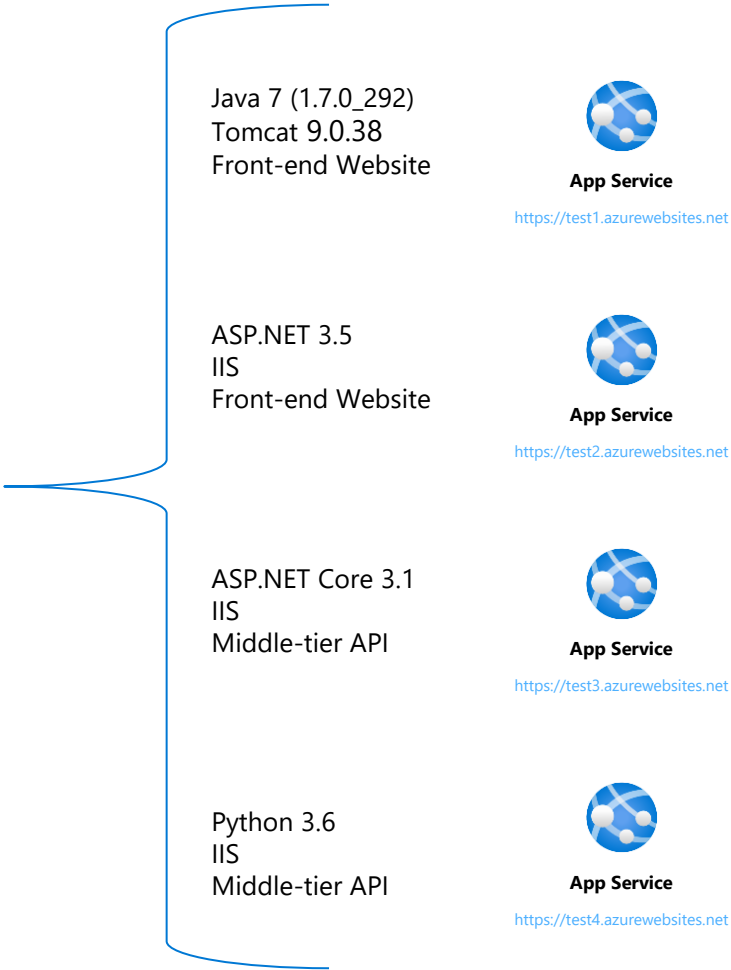 Java 7 (1.7.0_292)
Tomcat 9.0.38
Front-end Website
App Service
https://test1.azurewebsites.net
ASP.NET 3.5
IIS
Front-end Website
App Service
https://test2.azurewebsites.net
ASP.NET Core 3.1
IIS
Middle-tier API
App Service
https://test3.azurewebsites.net
Python 3.6
IIS
Middle-tier API
App Service
https://test4.azurewebsites.net